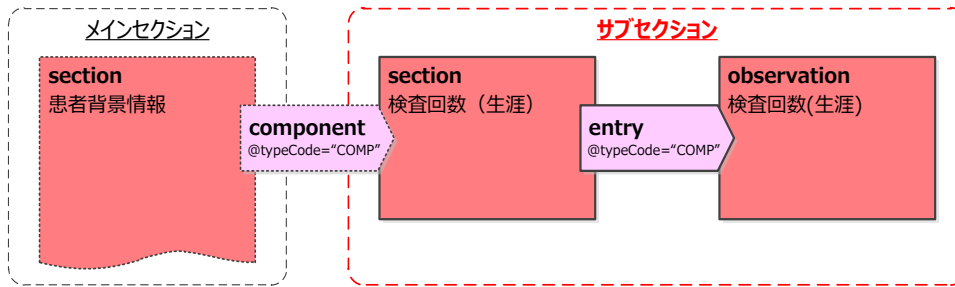 メインセクション
サブセクション
section
患者背景情報
component
@typeCode=“COMP”
section
検査回数（生涯）
entry
@typeCode=“COMP”
observation
検査回数(生涯)